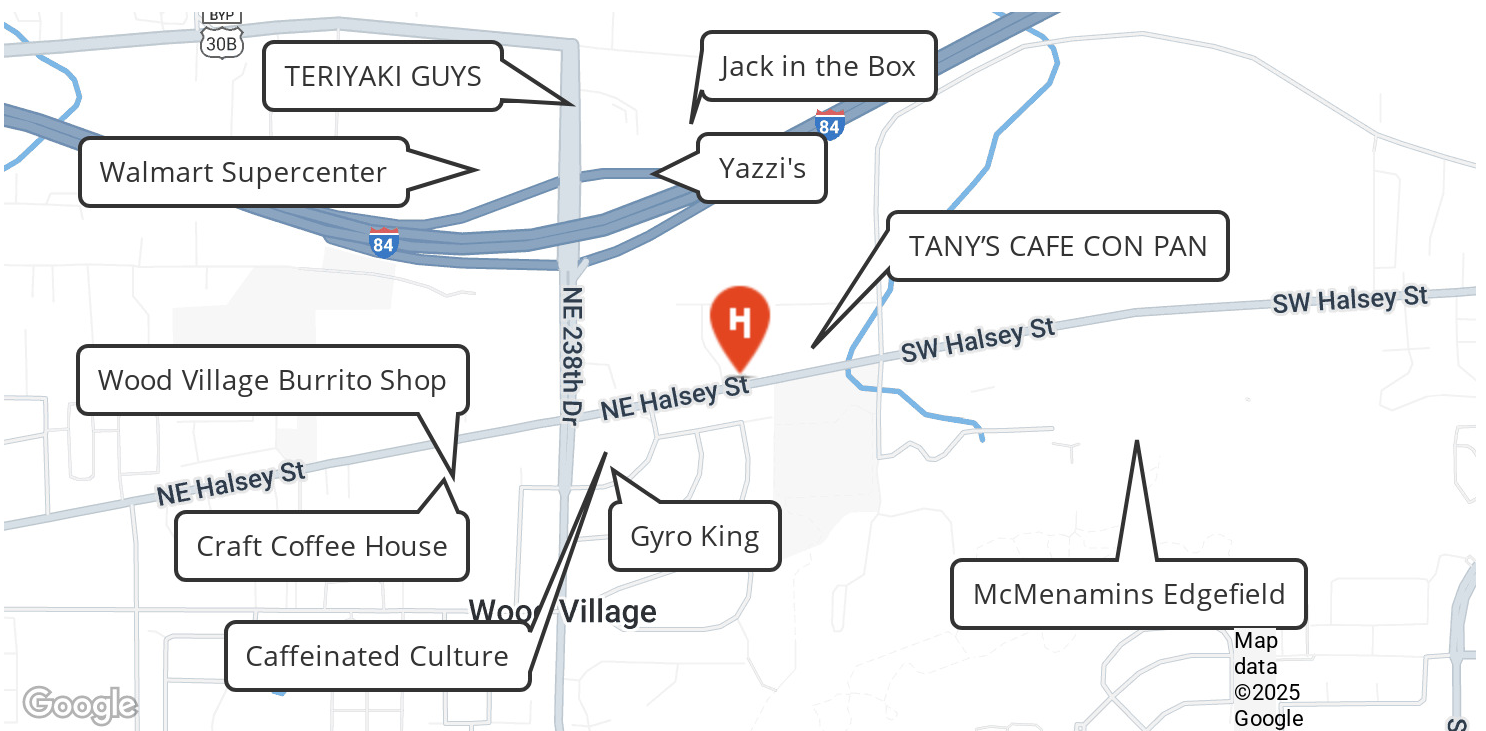 BYP
30B
TERIYAKI GUYS
Jack in the Box
84
Walmart Supercenter
Yazzi's
84
TANY’S CAFE CON PAN
NE 238th Dr
SW Halsey St
SW Halsey St
H
Wood Village Burrito Shop
NE Halsey St
NE Halsey St
Craft Coffee House
Gyro King
McMenamins Edgefield
Wood Village
Caffeinated Culture
Map
data
©2025
Google
Google
S